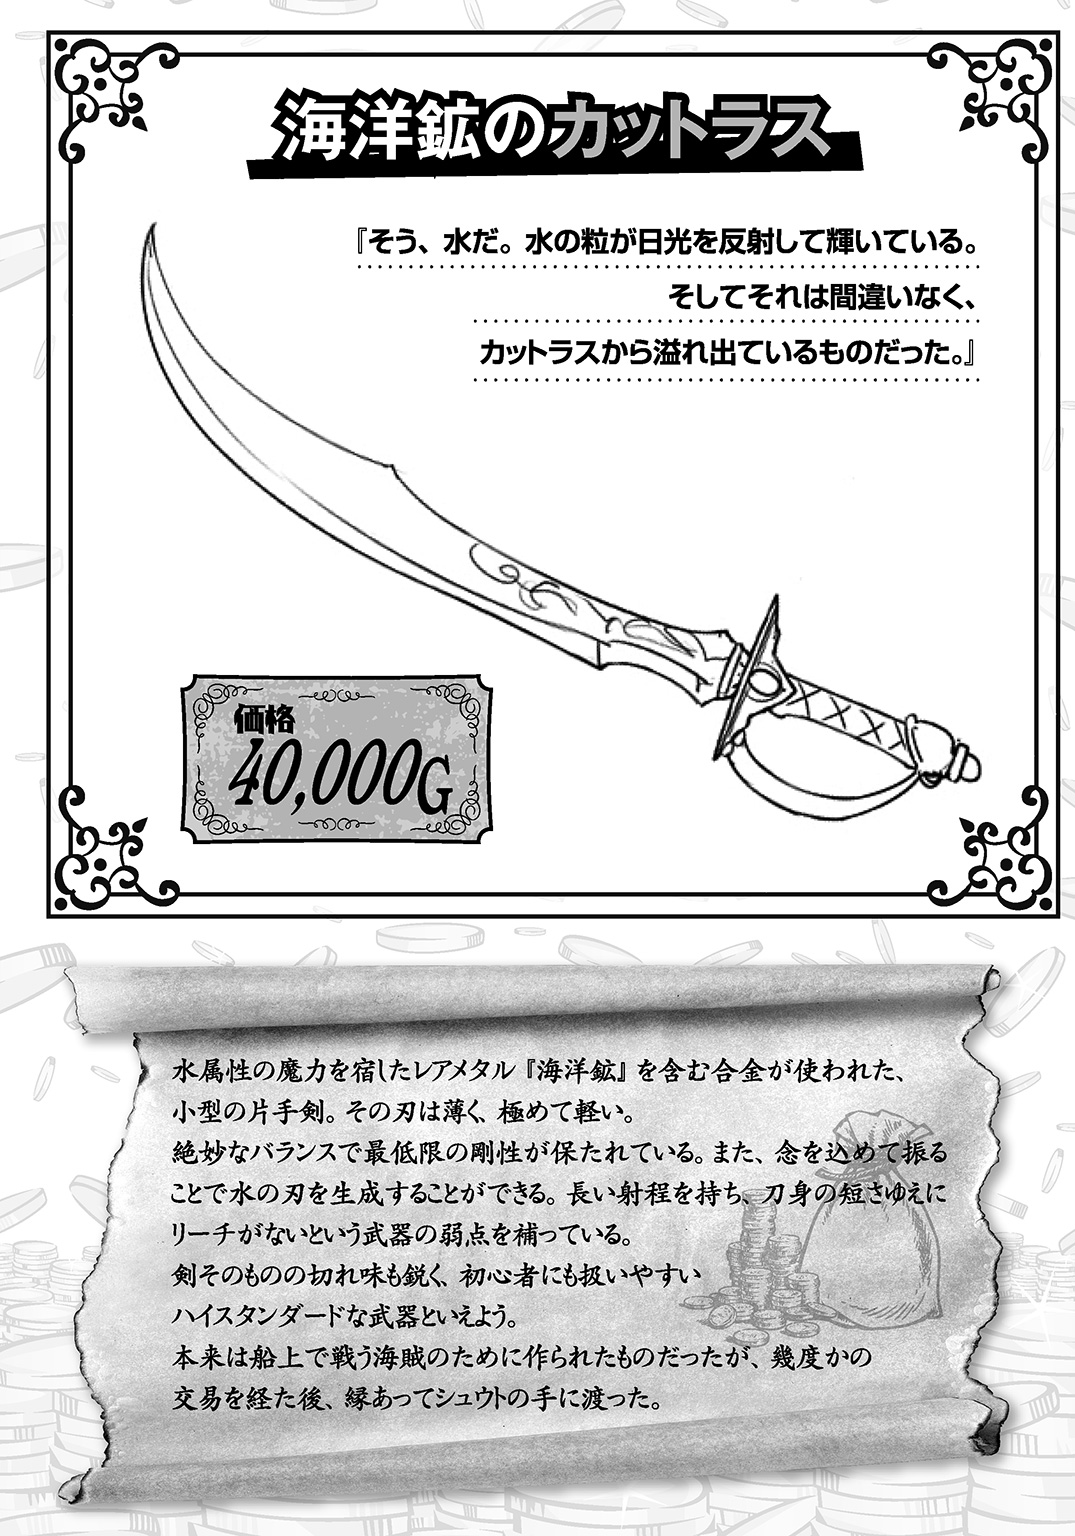 海洋鉱のカットラス
『そう、水だ。水の粒が日光を反射して輝いている。
そしてそれは間違いなく、
カットラスから溢れ出ているものだった。』
価格
40,000G
水属性の魔力を宿したレアメタル『海洋鉱』を含む合金が使われた、
小型の片手剣。その刃は薄く、極めて軽い。
絶妙なバランスで最低限の剛性が保たれている。また、念を込めて振る
ことで水の刃を生成することができる。長い射程を持ち、刀身の短さゆえに
リーチがないという武器の弱点を補っている。
剣そのものの切れ味も鋭く、初心者にも扱いやすい
ハイスタンダードな武器といえよう。
本来は船上で戦う海賊のために作られたものだったが、幾度かの
交易を経た後、縁あってシュウトの手に渡った。